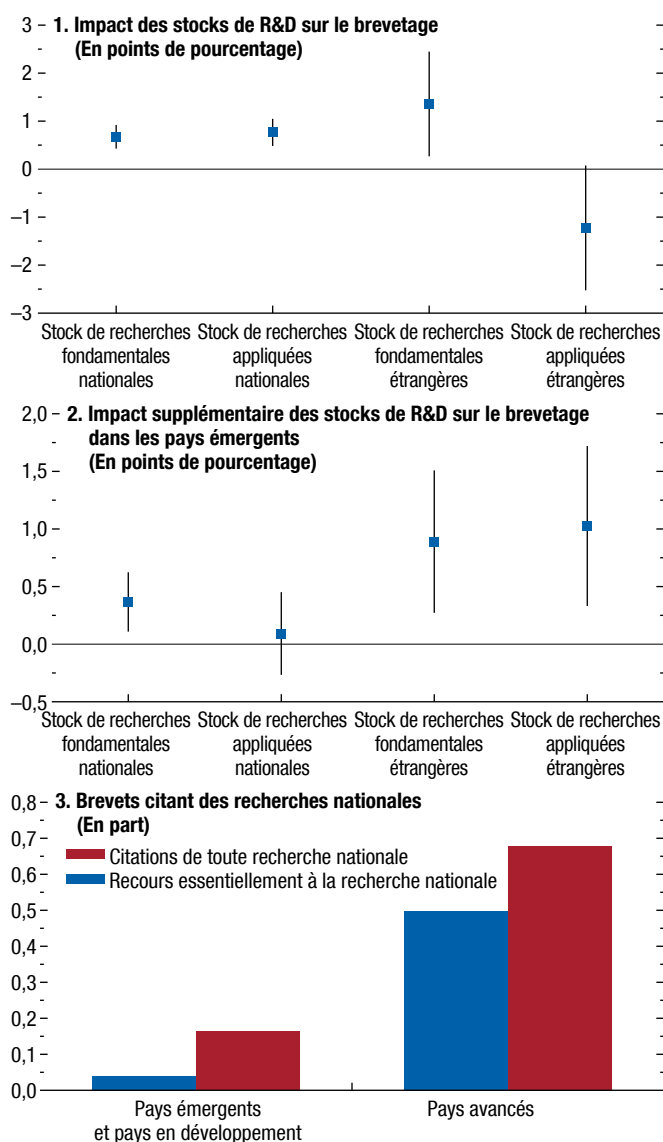 1. Impact des stocks de R&D sur le brevetage
(En points de pourcentage)
3
2
1
0
–1
–2
–3
Stock de recherches fondamentales nationales
Stock de recherches appliquées nationales
Stock de recherches fondamentales étrangères
Stock de recherches appliquées étrangères
2. Impact supplémentaire des stocks de R&D sur le brevetage
dans les pays émergents
(En points de pourcentage)
2,0
1,5
1,0
0,5
0,0
–0,5
Stock de recherches fondamentales nationales
Stock de recherches appliquées nationales
Stock de recherches fondamentales étrangères
Stock de recherches appliquées étrangères
3. Brevets citant des recherches nationales
(En part)
Citations de toute recherche nationale
Recours essentiellement à la recherche nationale
0,8
0,7
0,6
0,5
0,4
0,3
0,2
0,1
0,0
Pays émergents
et pays en développement
Pays avancés